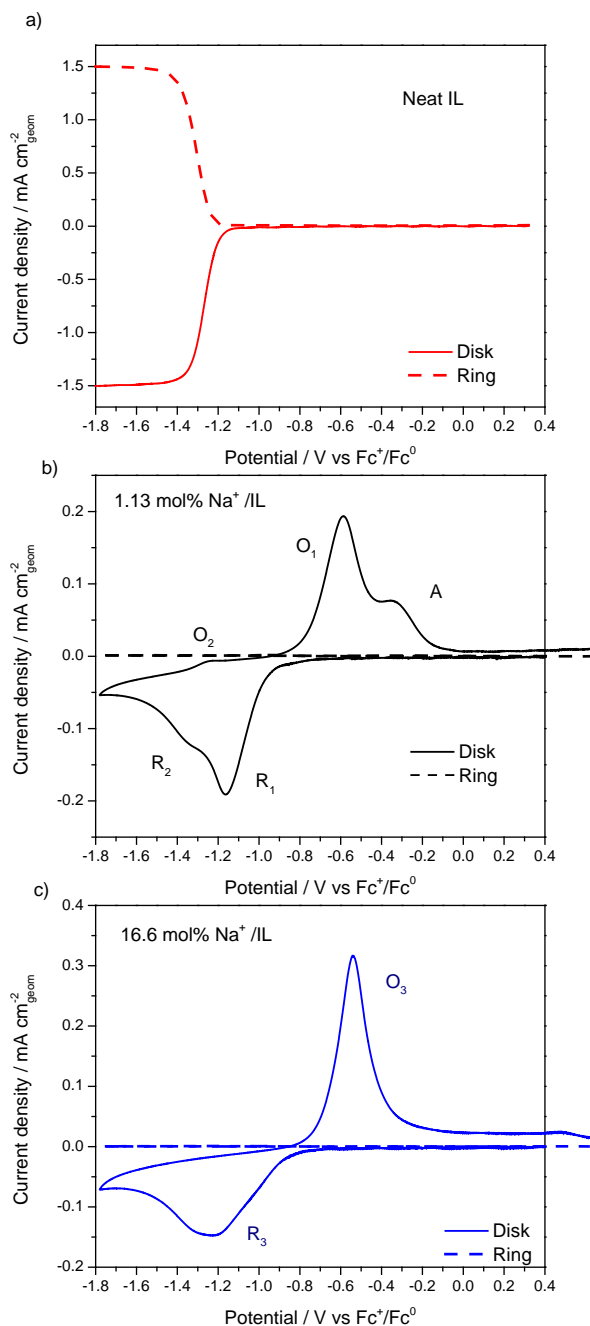 a)
1.5
1.0
0.5
0.0
-0.5
-1.0
-1.5
Current density / mA cm⁻²geom
Neat IL
Disk
Ring
-1.8 -1.6 -1.4 -1.2 -1.0 -0.8 -0.6 -0.4 -0.2 0.0 0.2 0.4
Potential / V vs Fc⁺/Fc⁰
b)
1.13 mol% Na⁺ /IL
0.2
0.1
0.0
-0.1
-0.2
Current density / mA cm⁻²geom
O₁
A
O₂
R₂
R₁
Disk
Ring
-1.8 -1.6 -1.4 -1.2 -1.0 -0.8 -0.6 -0.4 -0.2 0.0 0.2 0.4
Potential / V vs Fc⁺/Fc⁰
c)
16.6 mol% Na⁺ /IL
0.4
0.3
0.2
0.1
0.0
-0.1
-0.2
Current density / mA cm⁻²geom
O₃
R₃
Disk
Ring
-1.8 -1.6 -1.4 -1.2 -1.0 -0.8 -0.6 -0.4 -0.2 0.0 0.2 0.4
Potential / V vs Fc⁺/Fc⁰